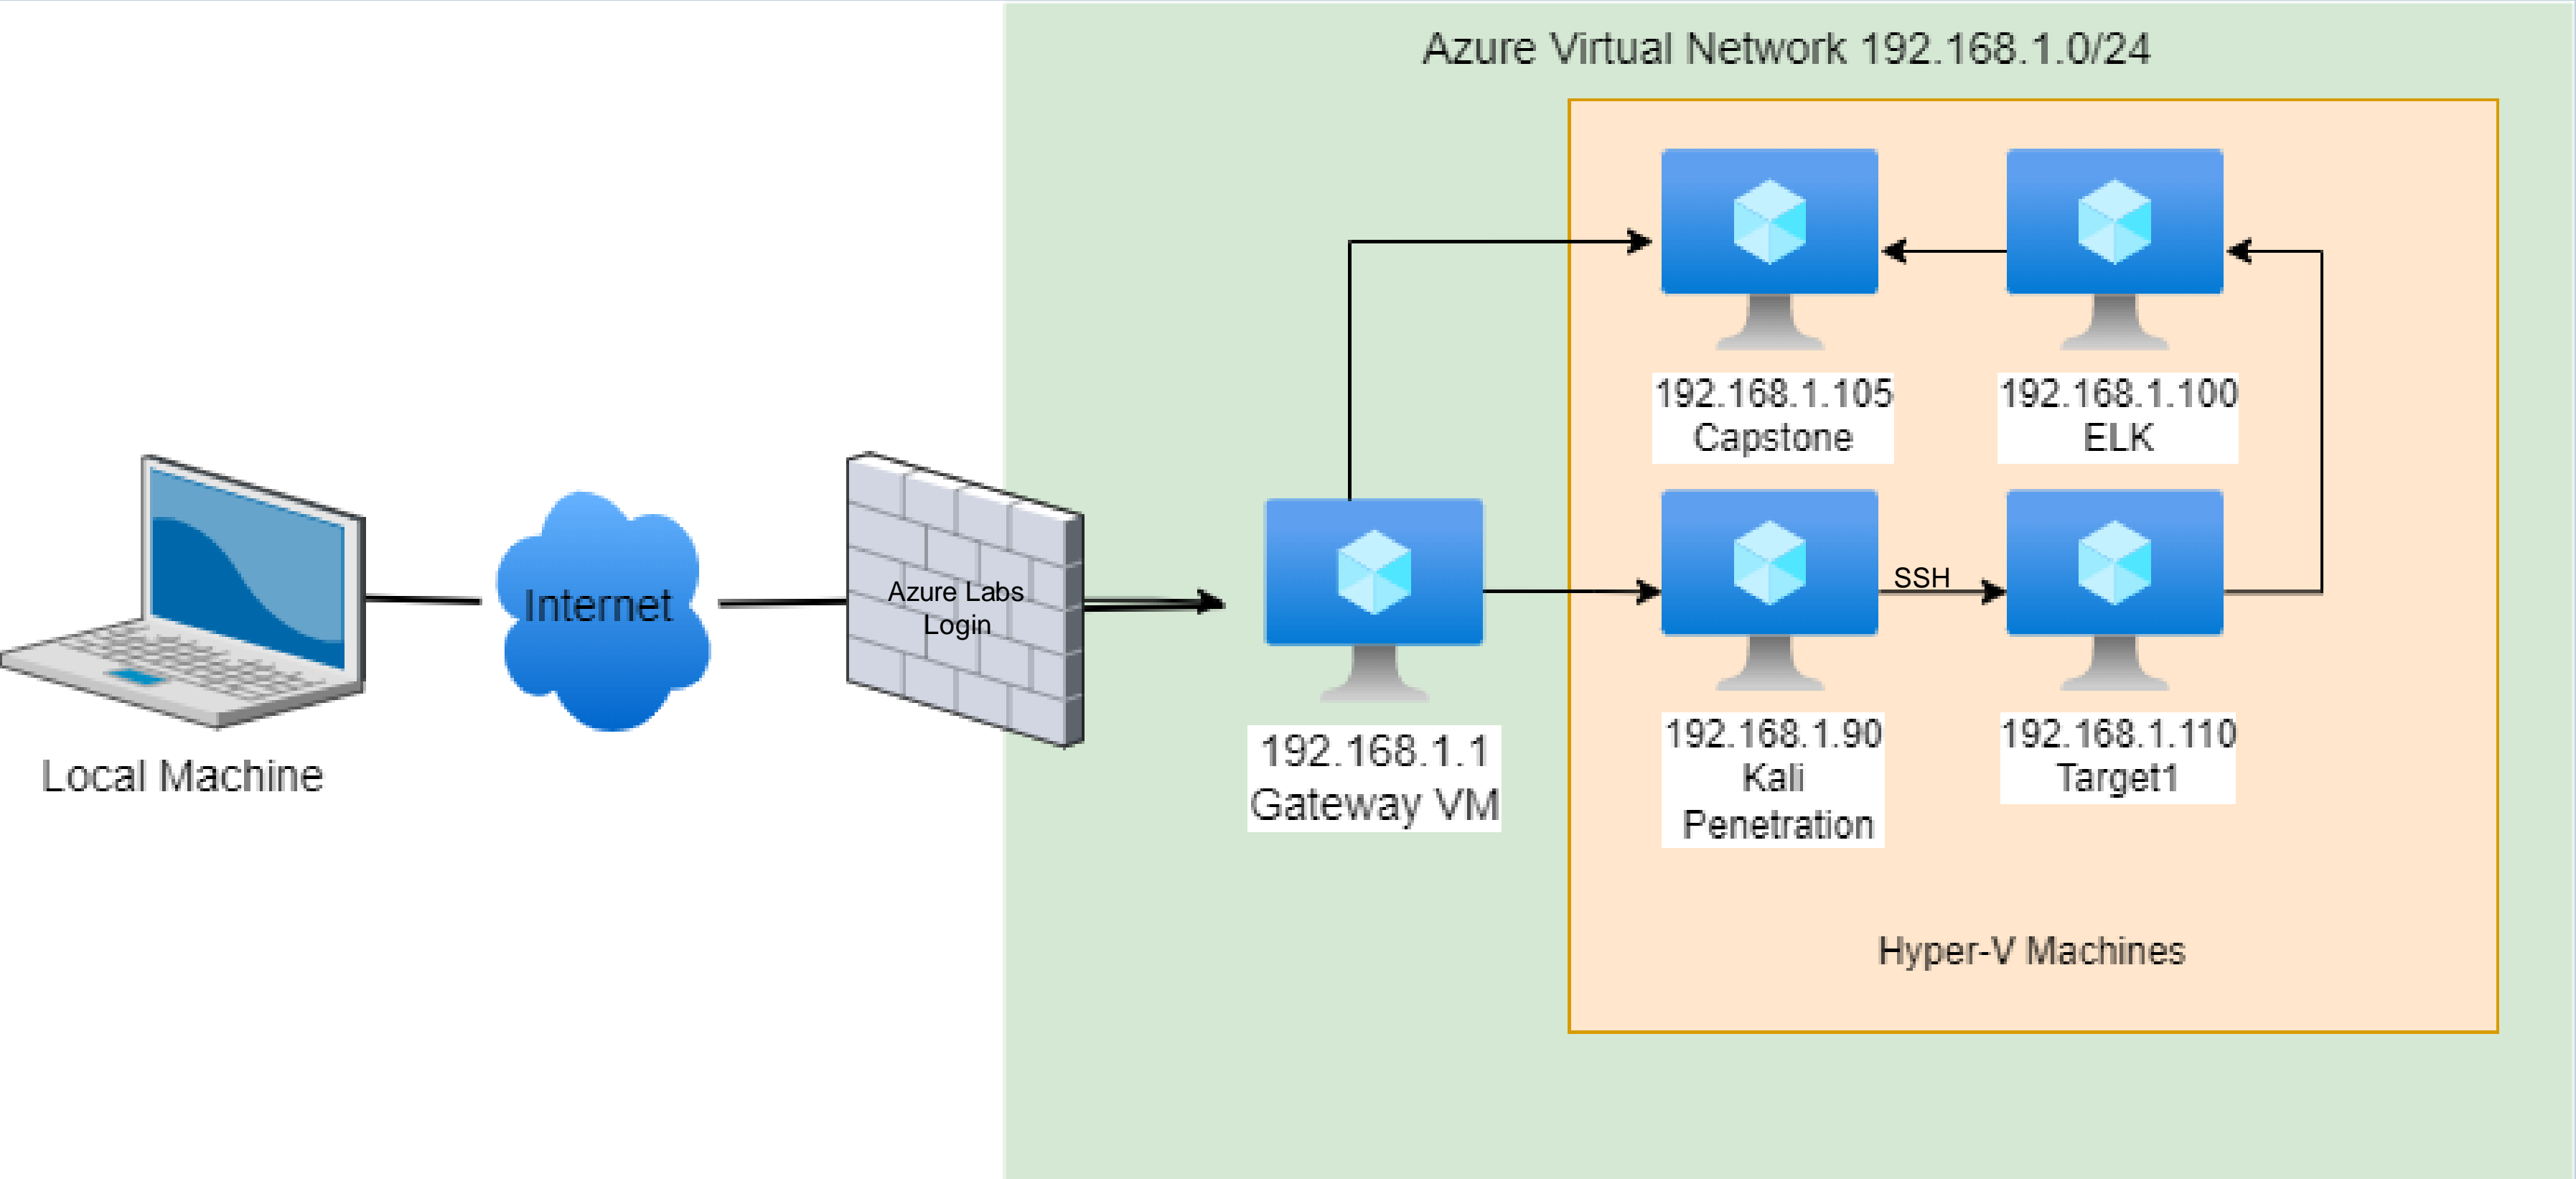 Azure Virtual Network 192.168.1.0/24
192.168.1.105
Capstone
192.168.1.100
ELK
Internet
Azure Labs
Login
SSH
Local Machine
192.168.1.1
Gateway VM
192.168.1.90
Kali
Penetration
192.168.1.110
Target1
Hyper-V Machines